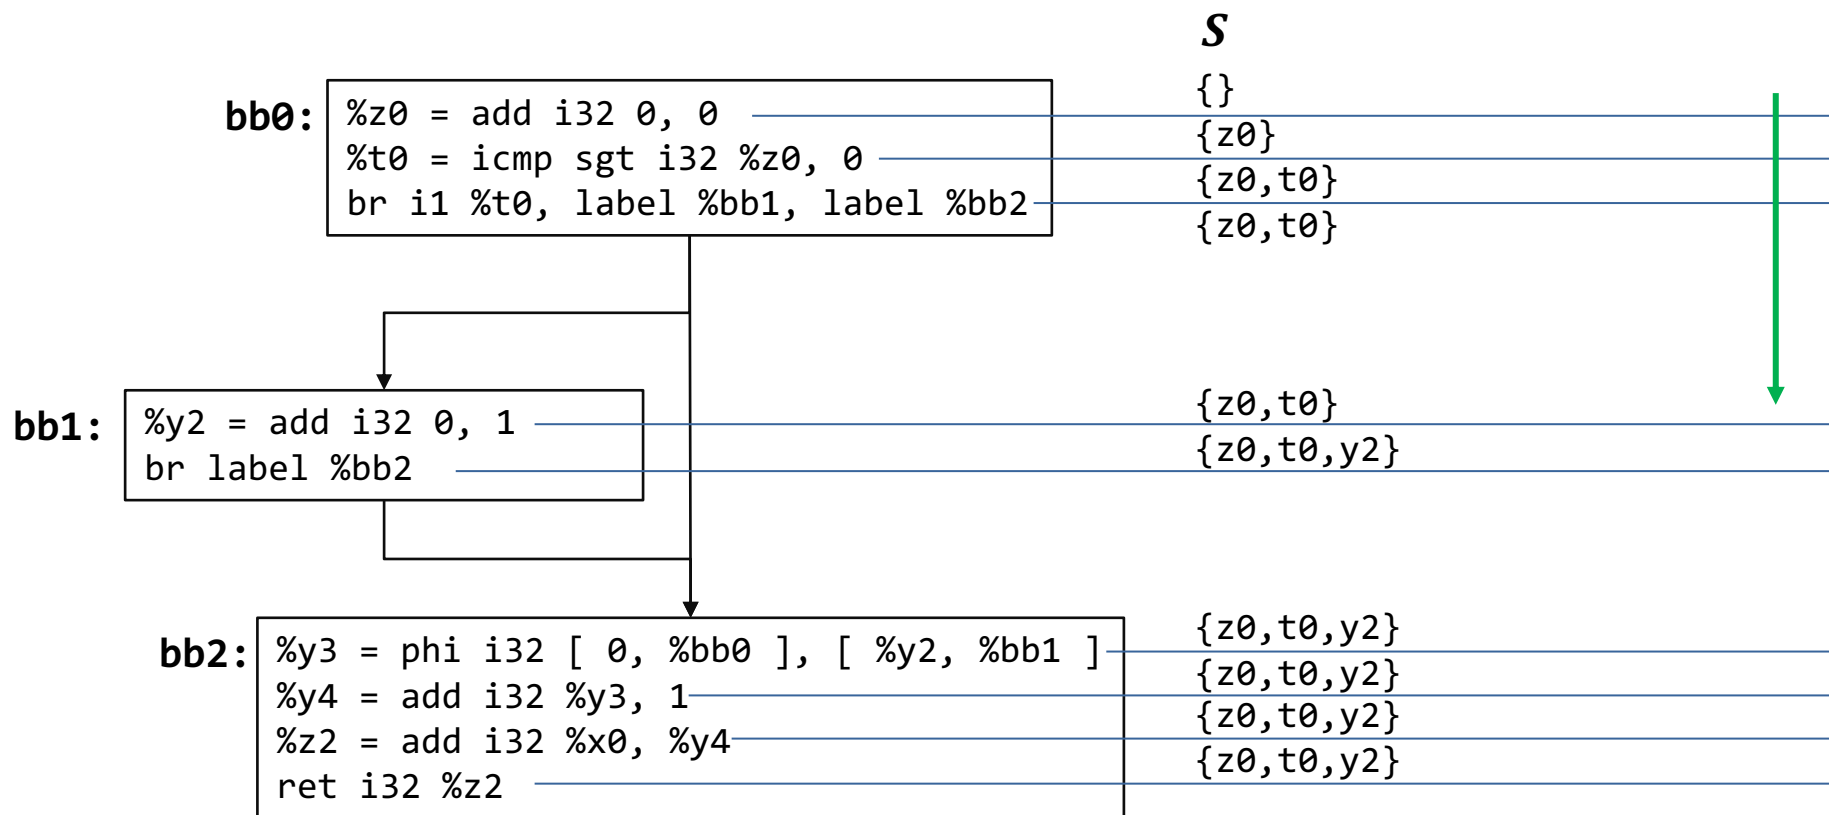 S
{}
bb0:
%z0 = add i32 0, 0
{z0}
%t0 = icmp sgt i32 %z0, 0
{z0,t0}
br i1 %t0, label %bb1, label %bb2
{z0,t0}
{z0,t0}
bb1:
%y2 = add i32 0, 1
{z0,t0,y2}
br label %bb2
{z0,t0,y2}
bb2:
%y3 = phi i32 [ 0, %bb0 ], [ %y2, %bb1 ]
{z0,t0,y2}
%y4 = add i32 %y3, 1
{z0,t0,y2}
%z2 = add i32 %x0, %y4
{z0,t0,y2}
ret i32 %z2